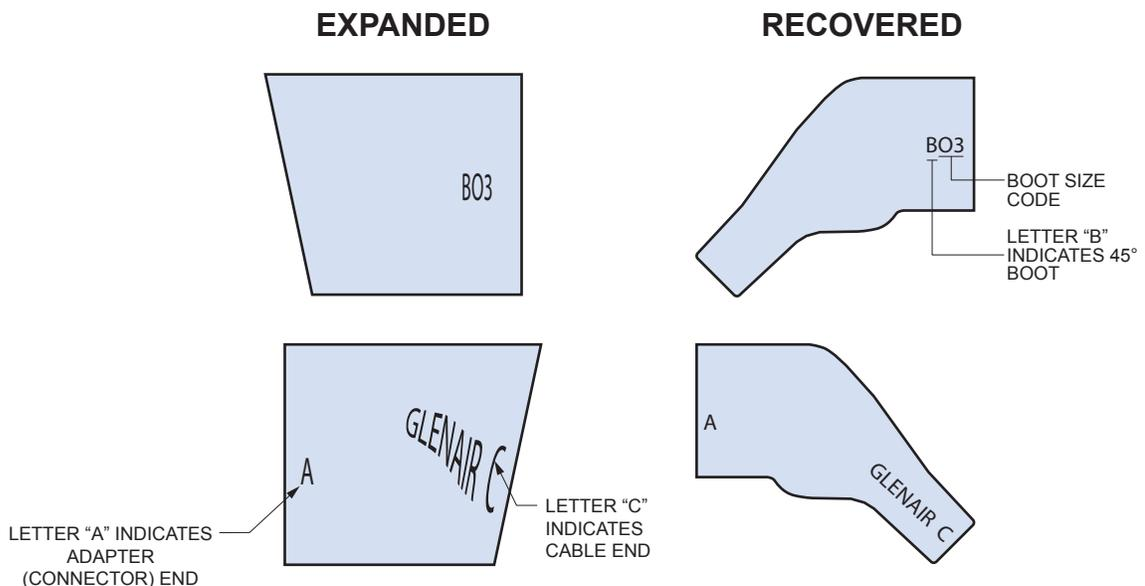 EXPANDED
RECOVERED
BO3
BO3
BOOT SIZE
CODE
LETTER “B”
INDICATES 45°
BOOT
A
GLENAIR C
LETTER “A” INDICATES
ADAPTER
(CONNECTOR) END
LETTER “C”
INDICATES
CABLE END
A
GLENAIR C